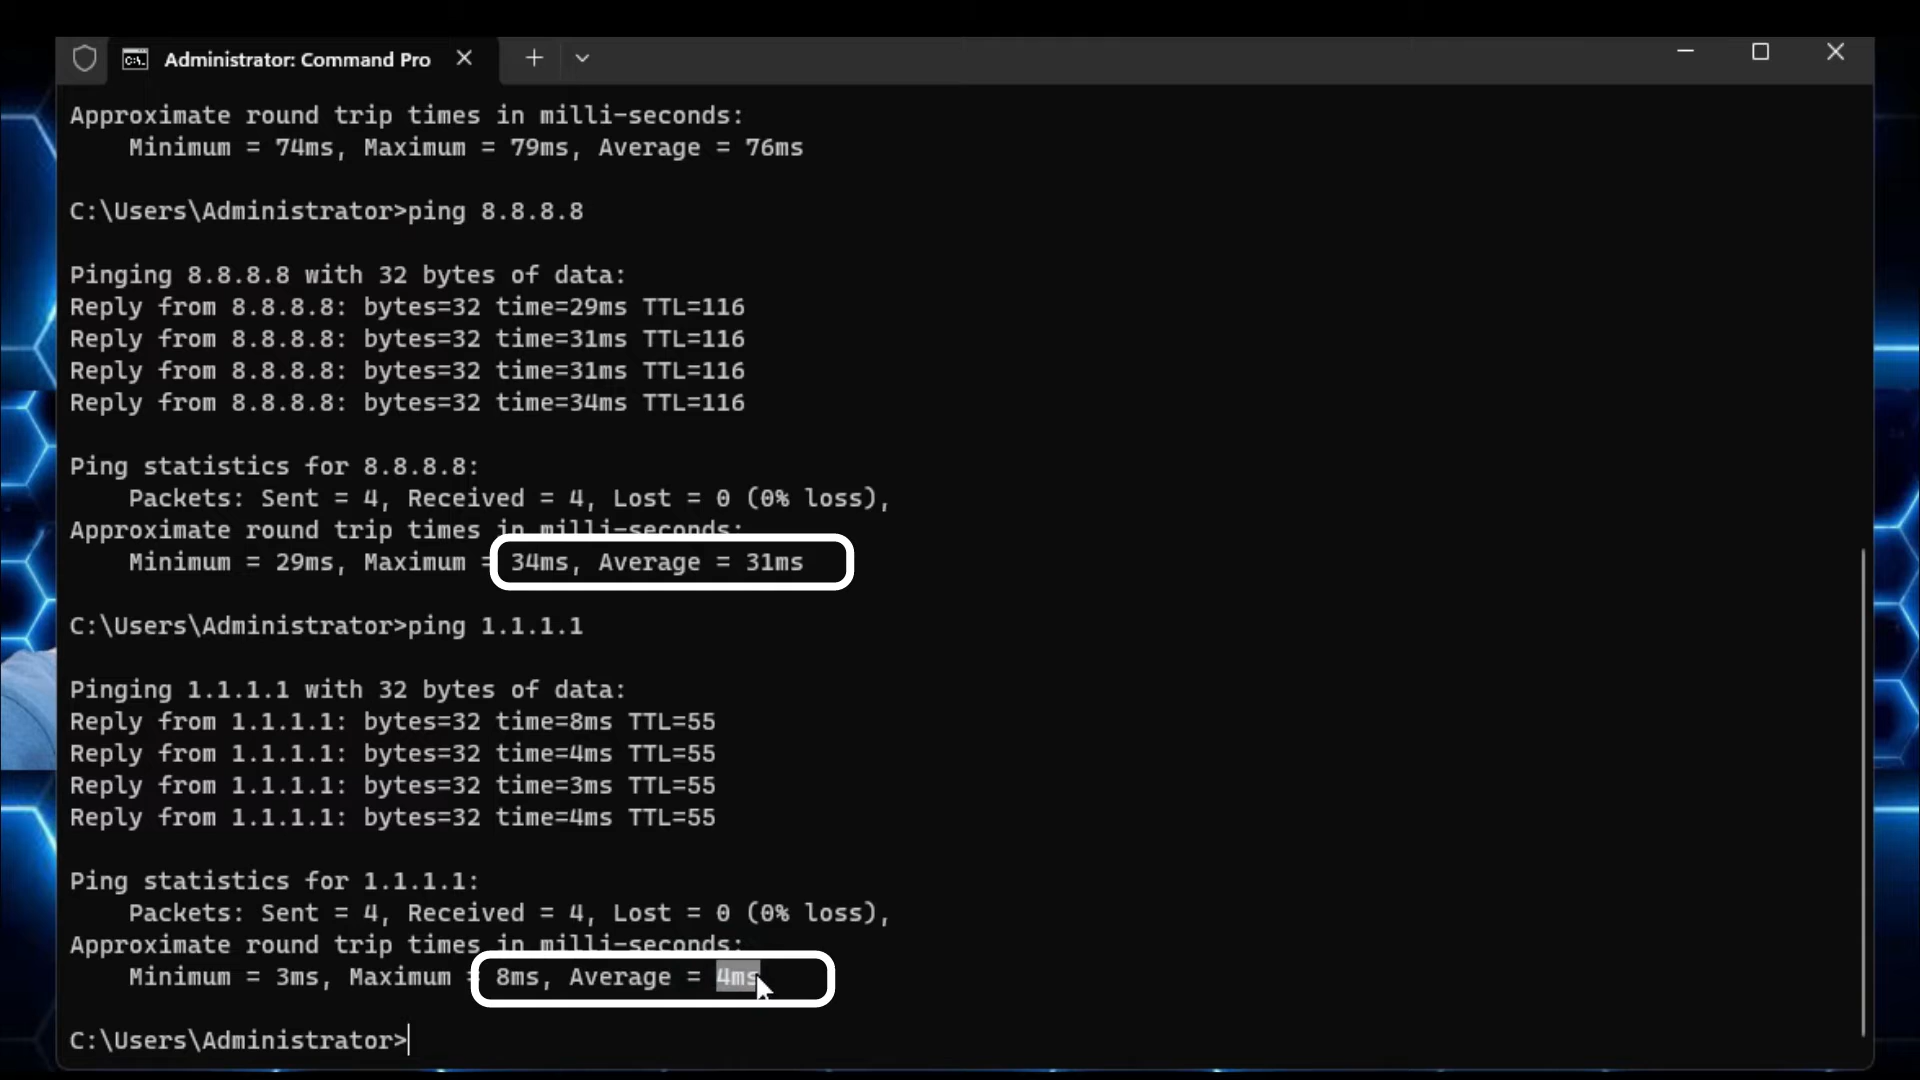 Administrator: Command Pro
Approximate round trip times in milli-seconds:
Minimum = 74ms, Maximum = 79ms, Average = 76ms
C:\Users\Administrator>ping 8.8.8.8
Pinging 8.8.8.8 with 32 bytes of data:
Reply from 8.8.8.8: bytes=32 time=29ms TTL=116
Reply from 8.8.8.8: bytes=32 time=31ms TTL=116
Reply from 8.8.8.8: bytes=32 time=31ms TTL=116
Reply from 8.8.8.8: bytes=32 time=34ms TTL=116
Ping statistics for 8.8.8.8:
Packets: Sent = 4, Received = 4, Lost = 0 (0% loss),
Approximate round trip times in milli-seconds:
Minimum = 29ms, Maximum = 34ms, Average = 31ms
C:\Users\Administrator>ping 1.1.1.1
Pinging 1.1.1.1 with 32 bytes of data:
Reply from 1.1.1.1: bytes=32 time=8ms TTL=55
Reply from 1.1.1.1: bytes=32 time=4ms TTL=55
Reply from 1.1.1.1: bytes=32 time=3ms TTL=55
Reply from 1.1.1.1: bytes=32 time=4ms TTL=55
Ping statistics for 1.1.1.1:
Packets: Sent = 4, Received = 4, Lost = 0 (0% loss),
Approximate round trip times in milli-seconds:
Minimum = 3ms, Maximum = 8ms, Average = 4ms
C:\Users\Administrator>